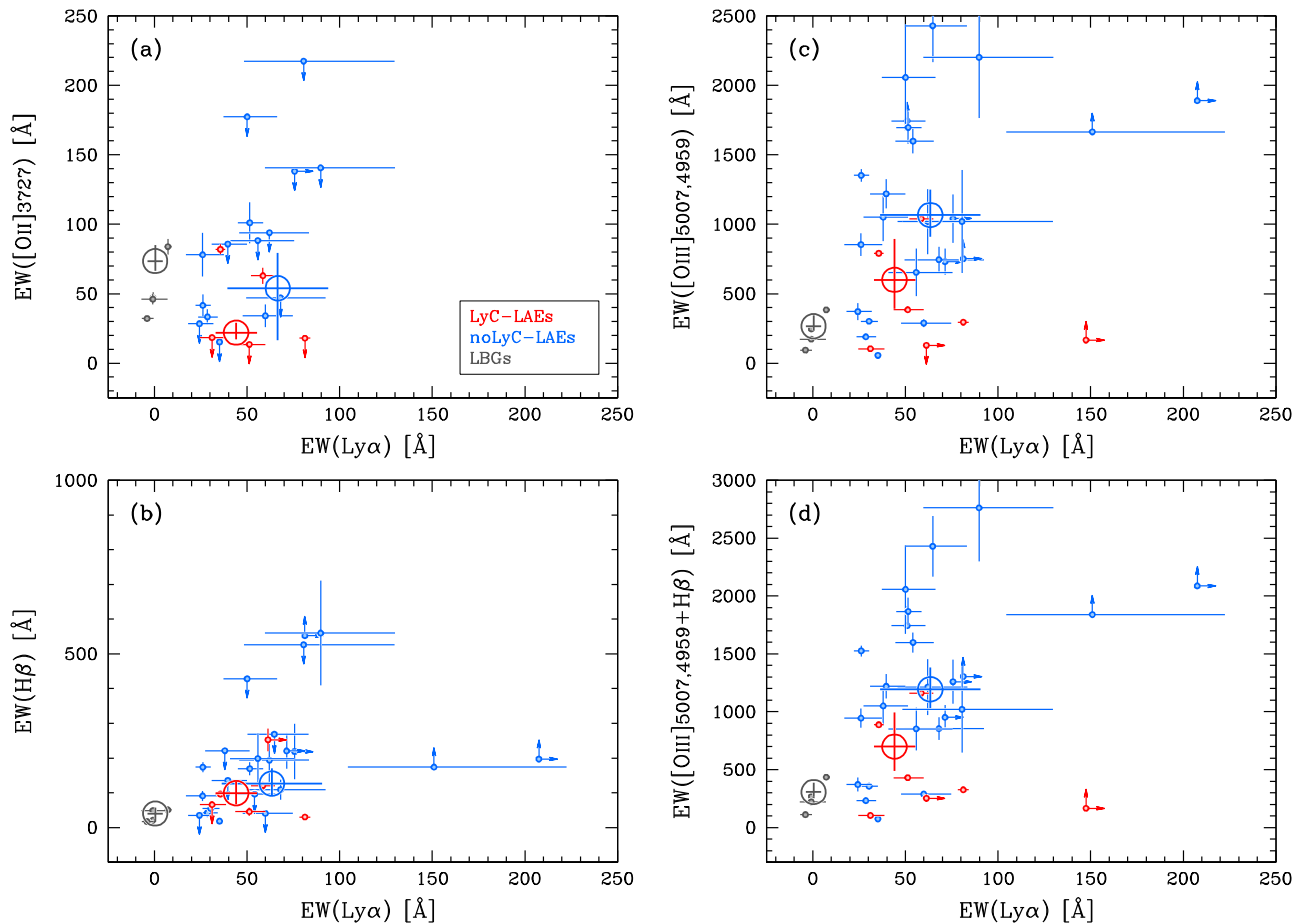 (a)
EW([OII]3727) [Å]
250
200
150
100
50
0
LyC-LAEs
noLyC-LAEs
LBGs
0 50 100 150 200 250
EW(Lyα) [Å]
(c)
EW([OIII]5007,4959) [Å]
2500
2000
1500
1000
500
0
0 50 100 150 200 250
EW(Lyα) [Å]
(b)
EW(Hβ) [Å]
1000
500
0
0 50 100 150 200 250
EW(Lyα) [Å]
(d)
EW([OIII]5007,4959+Hβ) [Å]
3000
2500
2000
1500
1000
500
0
0 50 100 150 200 250
EW(Lyα) [Å]